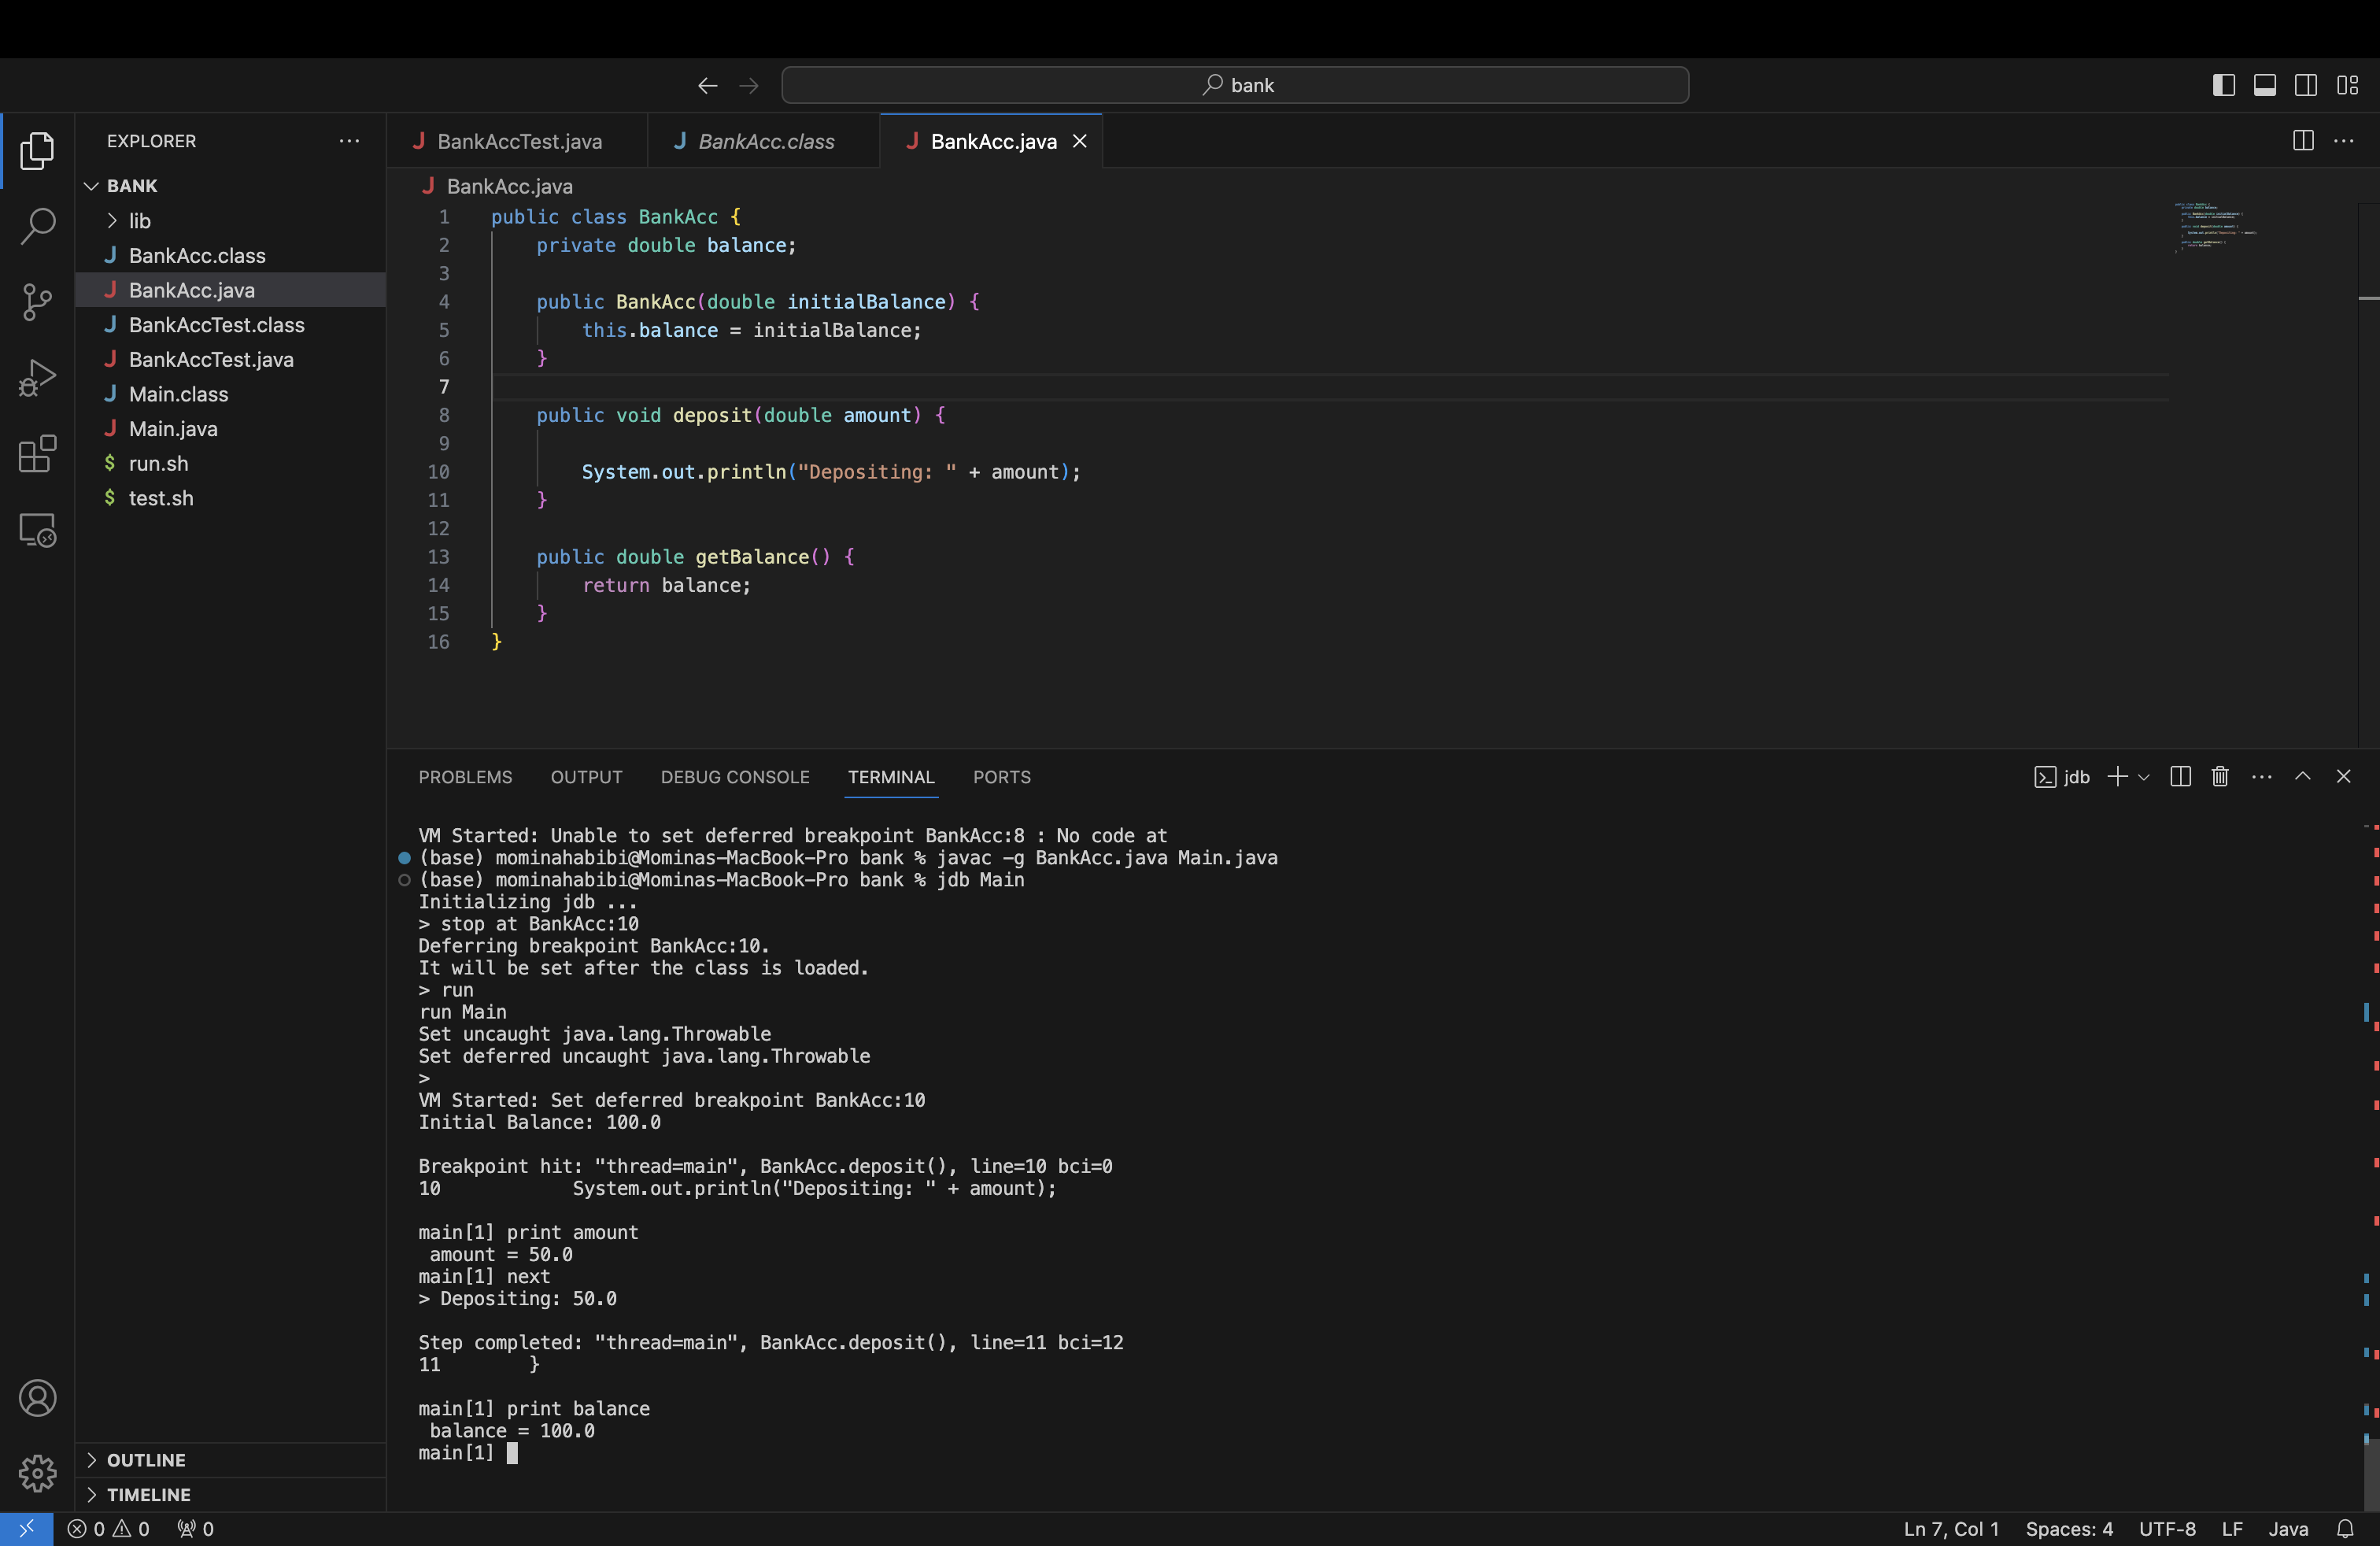 bank
EXPLORER
BANK
lib
BankAcc.class
BankAcc.java
BankAccTest.class
BankAccTest.java
Main.class
Main.java
run.sh
test.sh
OUTLINE
TIMELINE
BankAccTest.java
BankAcc.class
BankAcc.java
BankAcc.java
1 public class BankAcc {
2     private double balance;
3
4     public BankAcc(double initialBalance) {
5         this.balance = initialBalance;
6     }
7
8     public void deposit(double amount) {
9
10         System.out.println("Depositing: " + amount);
11     }
12
13     public double getBalance() {
14         return balance;
15     }
16 }
PROBLEMS OUTPUT DEBUG CONSOLE TERMINAL PORTS
jdb
VM Started: Unable to set deferred breakpoint BankAcc:8 : No code at
(base) mominahabibi@Mominas-MacBook-Pro bank % javac -g BankAcc.java Main.java
(base) mominahabibi@Mominas-MacBook-Pro bank % jdb Main
Initializing jdb ...
> stop at BankAcc:10
Deferring breakpoint BankAcc:10.
It will be set after the class is loaded.
> run
run Main
Set uncaught java.lang.Throwable
Set deferred uncaught java.lang.Throwable
>
VM Started: Set deferred breakpoint BankAcc:10
Initial Balance: 100.0
Breakpoint hit: "thread=main", BankAcc.deposit(), line=10 bci=0
10            System.out.println("Depositing: " + amount);
main[1] print amount
 amount = 50.0
main[1] next
> Depositing: 50.0
Step completed: "thread=main", BankAcc.deposit(), line=11 bci=12
11        }
main[1] print balance
 balance = 100.0
main[1]
0 0 0
Ln 7, Col 1 Spaces: 4 UTF-8 LF Java